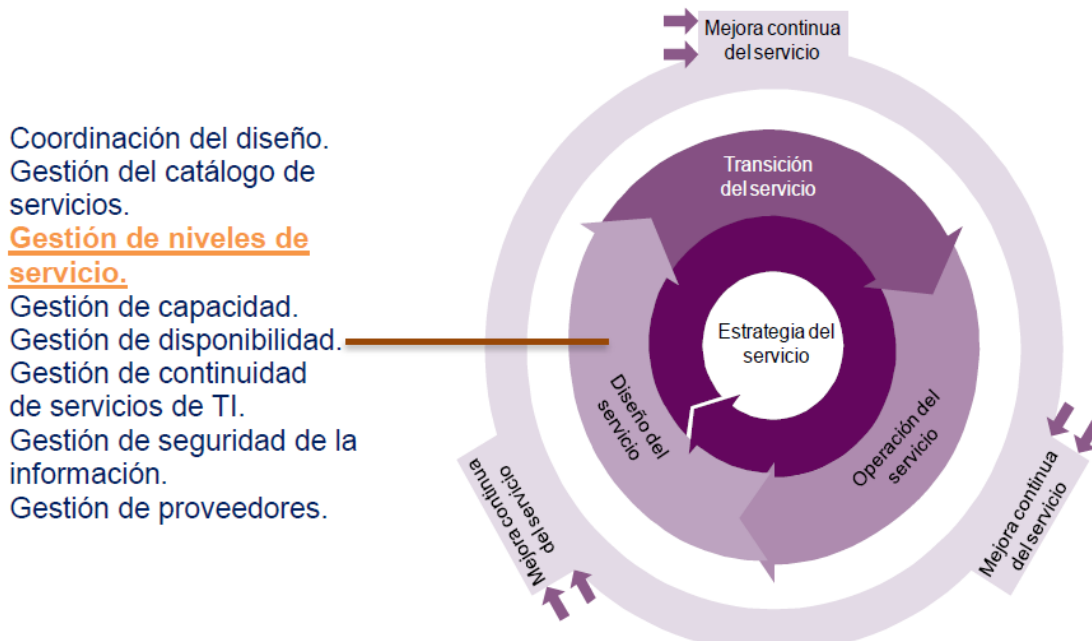 Coordinación del diseño.
Gestión del catálogo de
servicios.
Gestión de niveles de
servicio.
Gestión de capacidad.
Gestión de disponibilidad.
Gestión de continuidad
de servicios de TI.
Gestión de seguridad de la
información.
Gestión de proveedores.
Mejora continua
del servicio
Transición
del servicio
Estrategia del
servicio
Diseño del
servicio
Operación del
servicio
Mejora continua
del servicio
Mejora continua
del servicio